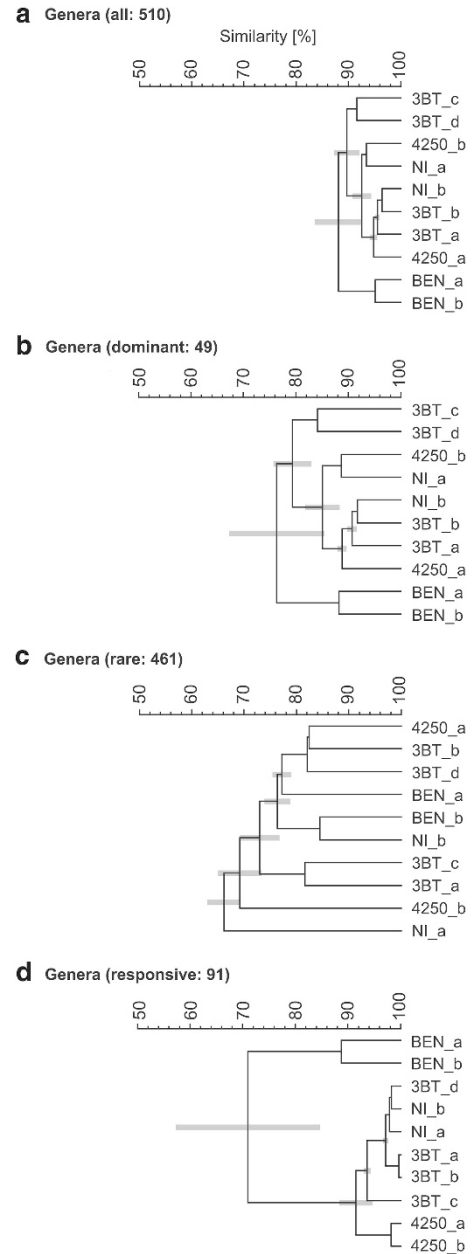 a Genera (all: 510)
Similarity [%]
50 60 70 80 90 100
3BT_c
3BT_d
4250_b
NI_a
NI_b
3BT_b
3BT_a
4250_a
BEN_a
BEN_b
b Genera (dominant: 49)
50 60 70 80 90 100
3BT_c
3BT_d
4250_b
NI_a
NI_b
3BT_b
3BT_a
4250_a
BEN_a
BEN_b
c Genera (rare: 461)
50 60 70 80 90 100
4250_a
3BT_b
3BT_d
BEN_a
BEN_b
NI_b
3BT_c
3BT_a
4250_b
NI_a
d Genera (responsive: 91)
50 60 70 80 90 100
BEN_a
BEN_b
3BT_d
NI_b
NI_a
3BT_a
3BT_b
3BT_c
4250_a
4250_b